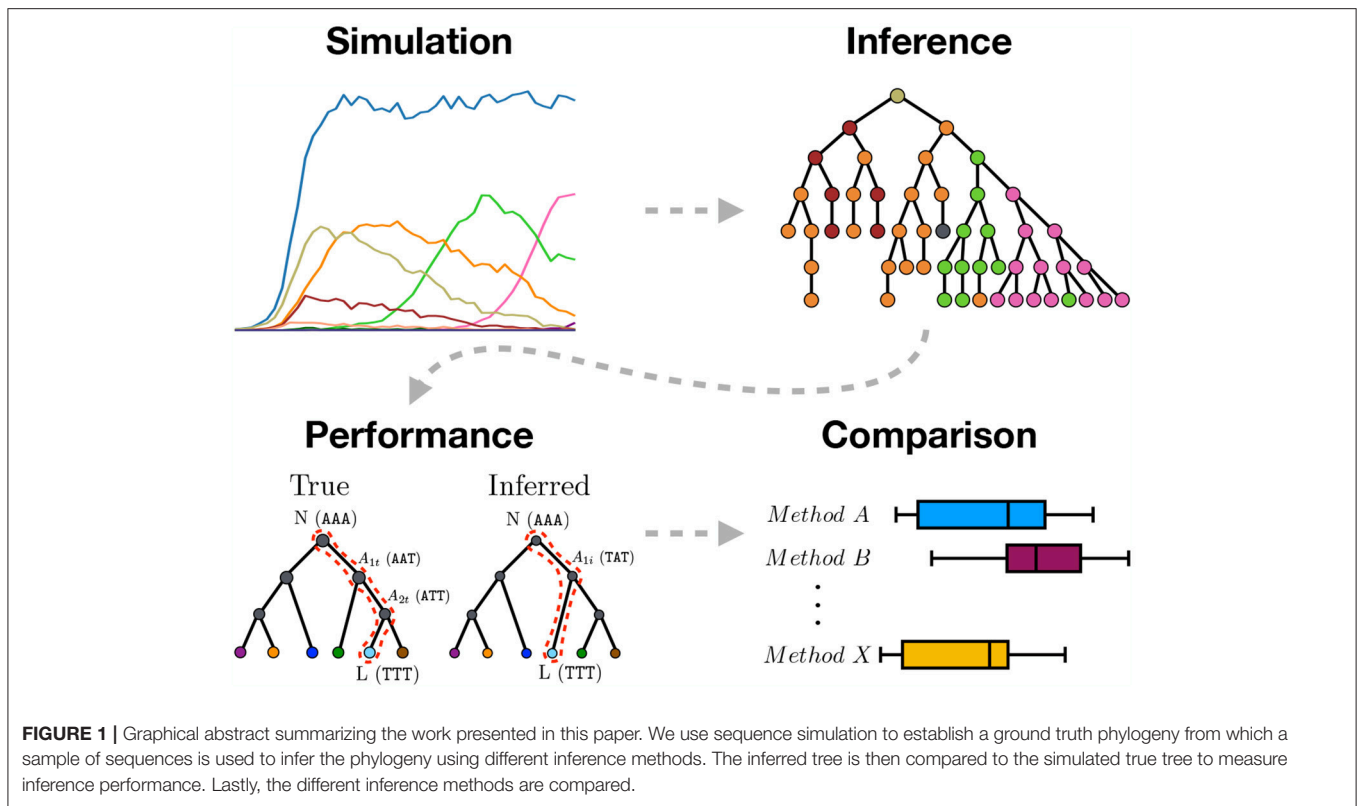 Simulation
Inference
Performance
True
Inferred
N (AAA)
A1t (AAT)
A2t (ATT)
L (TTT)
N (AAA)
A1i (TAT)
L (TTT)
Comparison
Method A
Method B
Method X
FIGURE 1 | Graphical abstract summarizing the work presented in this paper. We use sequence simulation to establish a ground truth phylogeny from which a
sample of sequences is used to infer the phylogeny using different inference methods. The inferred tree is then compared to the simulated true tree to measure
inference performance. Lastly, the different inference methods are compared.